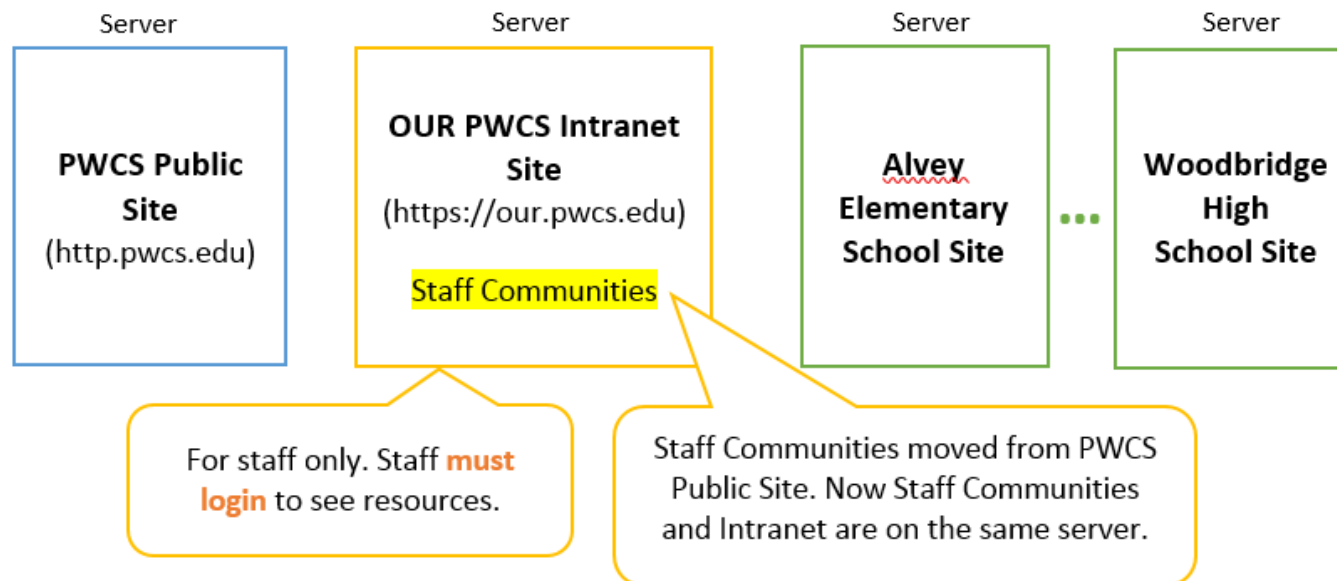 Server
Server
Server
Server
PWCS Public
Site
(http.pwcs.edu)
OUR PWCS Intranet
Site
(https://our.pwcs.edu)
Staff Communities
Alvey
Elementary
School Site
...
Woodbridge
High
School Site
For staff only. Staff must
login to see resources.
Staff Communities moved from PWCS
Public Site. Now Staff Communities
and Intranet are on the same server.